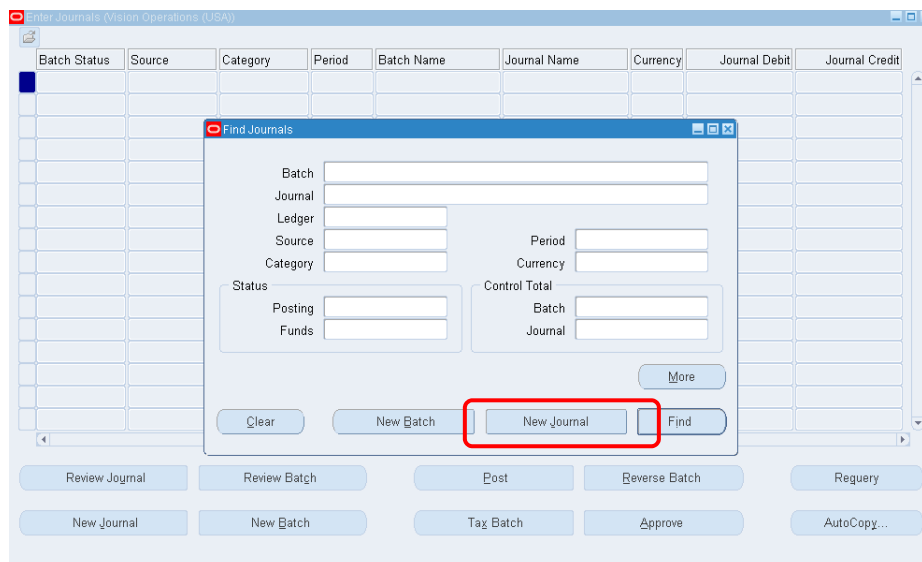 Enter Journals (Vision Operations (USA))
Batch Status Source Category Period Batch Name Journal Name Currency Journal Debit Journal Credit
Find Journals
Batch
Journal
Ledger
Source Period
Category Currency
Status Control Total
Posting Batch
Funds Journal
More
Clear New Batch New Journal Find
Review Journal Review Batch Post Reverse Batch Requery
New Journal New Batch Tax Batch Approve AutoCopy...